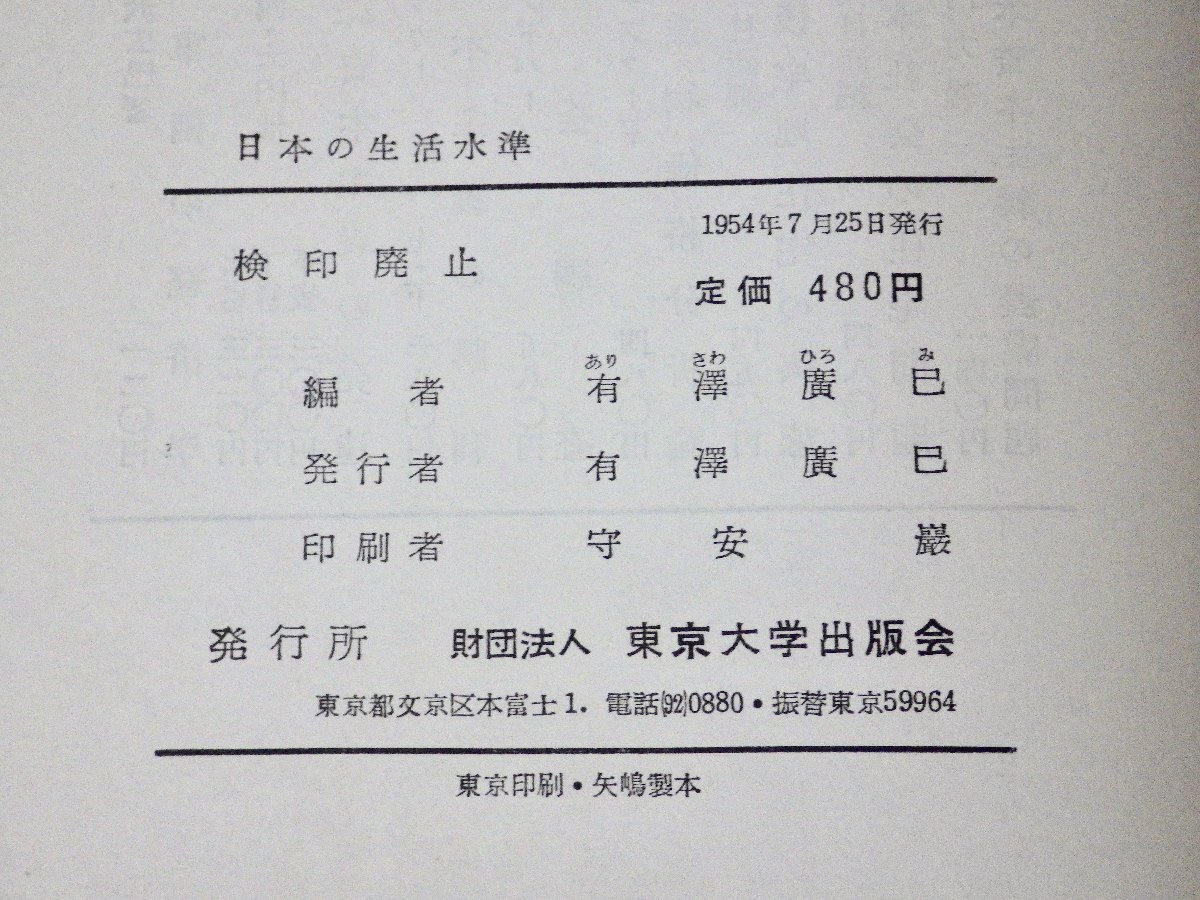 日本の生活水準
1954年7月25日発行
検印廃止
定価 480円
あり さわ ひろ み
編者 有澤廣巳
発行者 有澤廣巳
印刷者 守安巖
発行所 財団法人 東京大学出版会
東京都文京区本富士1. 電話(92)0880・振替東京59964
東京印刷・矢嶋製本